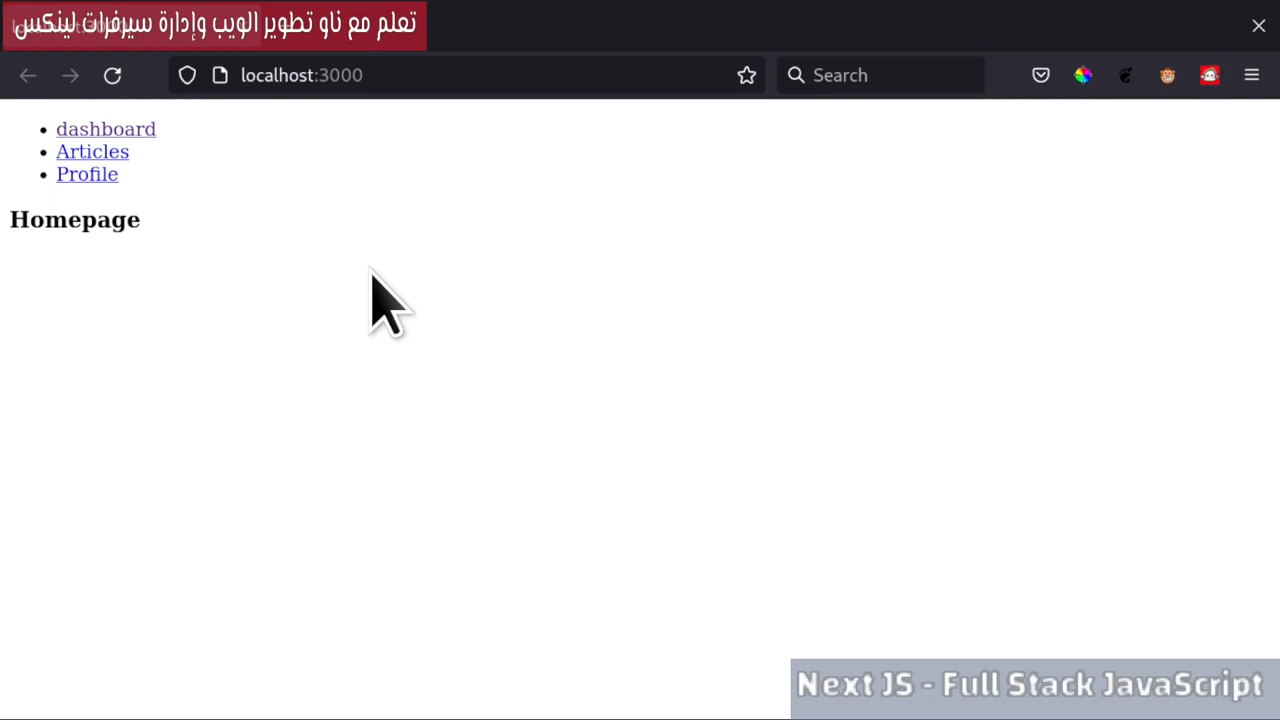 تعلم مع ناو تطوير الويب وإدارة سيرفرات لينكس
localhost:3000
Search
dashboard
Articles
Profile
Homepage
Next JS - Full Stack JavaScript